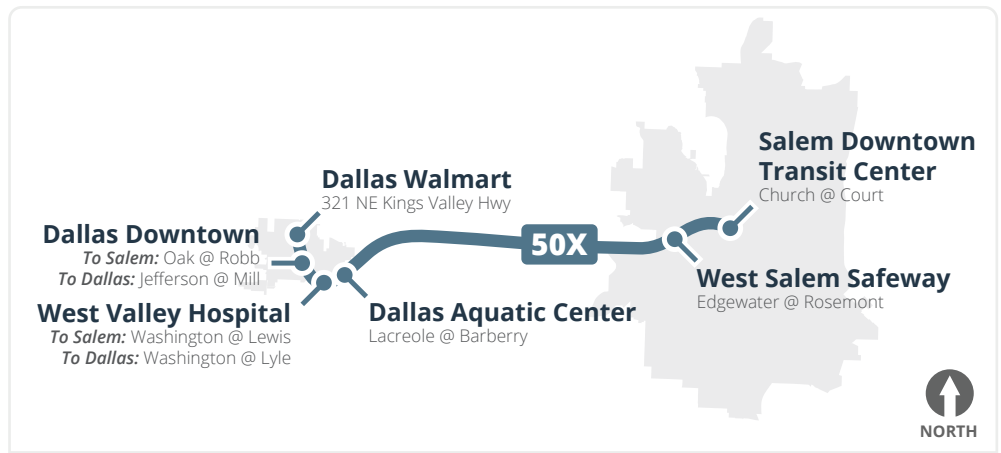 Salem Downtown
Transit Center
Church @ Court
Dallas Walmart
321 NE Kings Valley Hwy
Dallas Downtown
To Salem: Oak @ Robb
To Dallas: Jefferson @ Mill
50X
West Salem Safeway
Edgewater @ Rosemont
West Valley Hospital
To Salem: Washington @ Lewis
To Dallas: Washington @ Lyle
Dallas Aquatic Center
Lacreole @ Barberry
NORTH